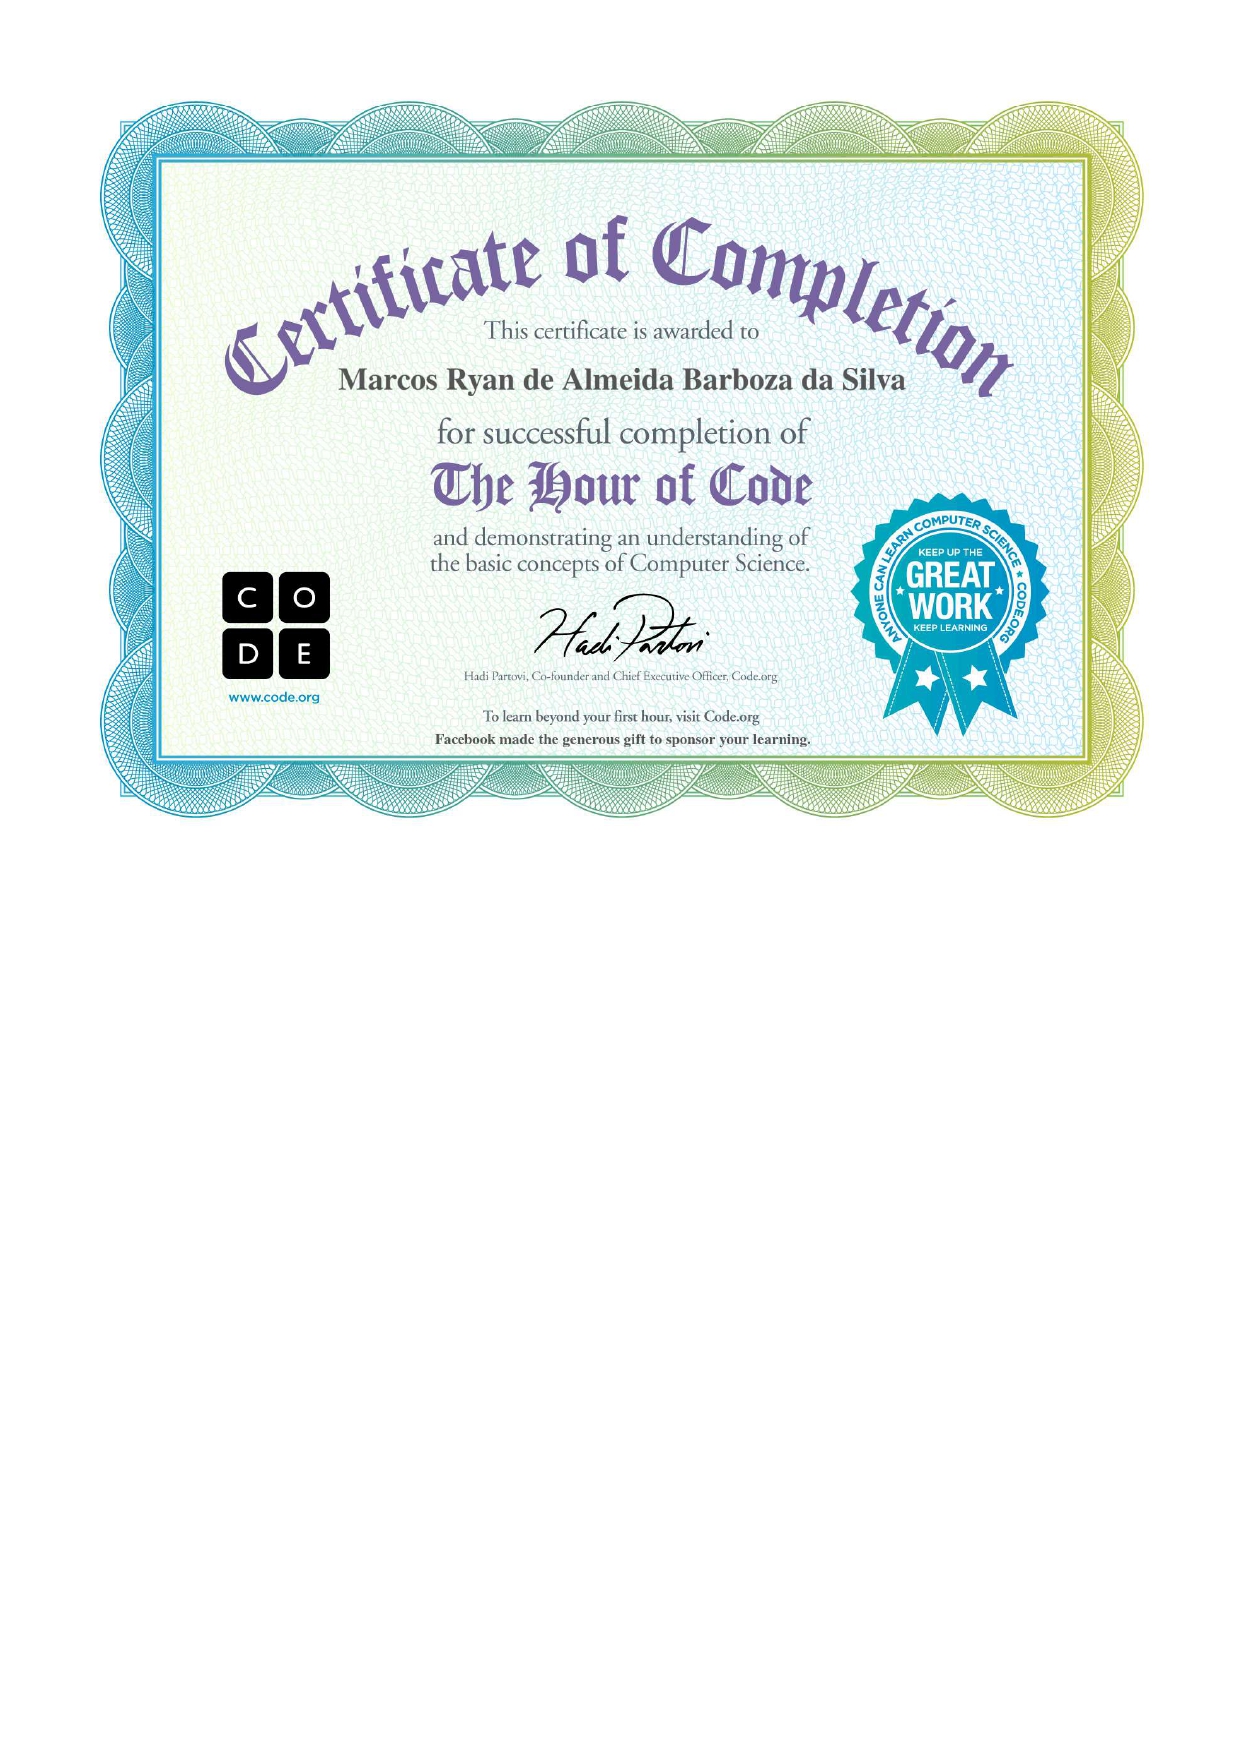 Certificate of Completion
This certificate is awarded to
Marcos Ryan de Almeida Barboza da Silva
for successful completion of
The Hour of Code
and demonstrating an understanding of
the basic concepts of Computer Science.
C O
D E
www.code.org
Hadi Partovi
Hadi Partovi, Co-founder and Chief Executive Officer, Code.org
To learn beyond your first hour, visit Code.org
Facebook made the generous gift to sponsor your learning.
ANYONE CAN LEARN COMPUTER SCIENCE ★ CODE.ORG
KEEP UP THE
GREAT
WORK
KEEP LEARNING